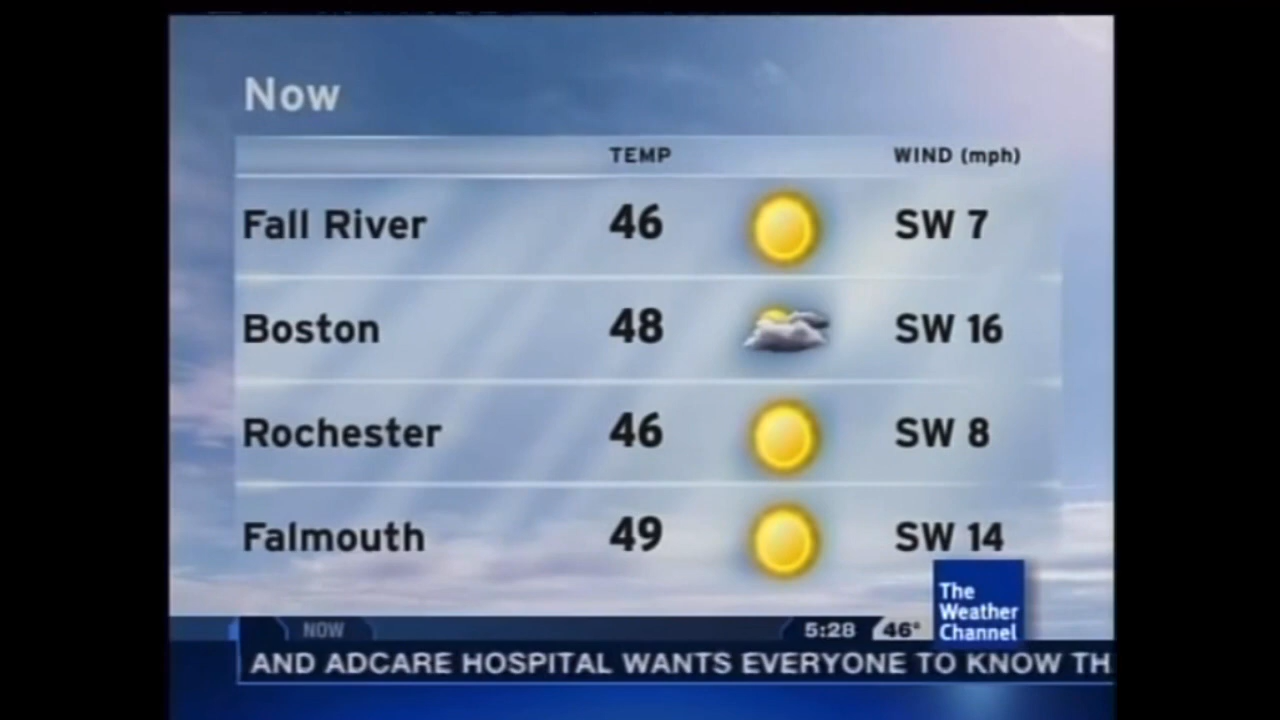 Now
TEMP WIND (mph)
Fall River 46 SW 7
Boston 48 SW 16
Rochester 46 SW 8
Falmouth 49 SW 14
The
Weather
Channel
NOW 5:28 46°
AND ADCARE HOSPITAL WANTS EVERYONE TO KNOW TH